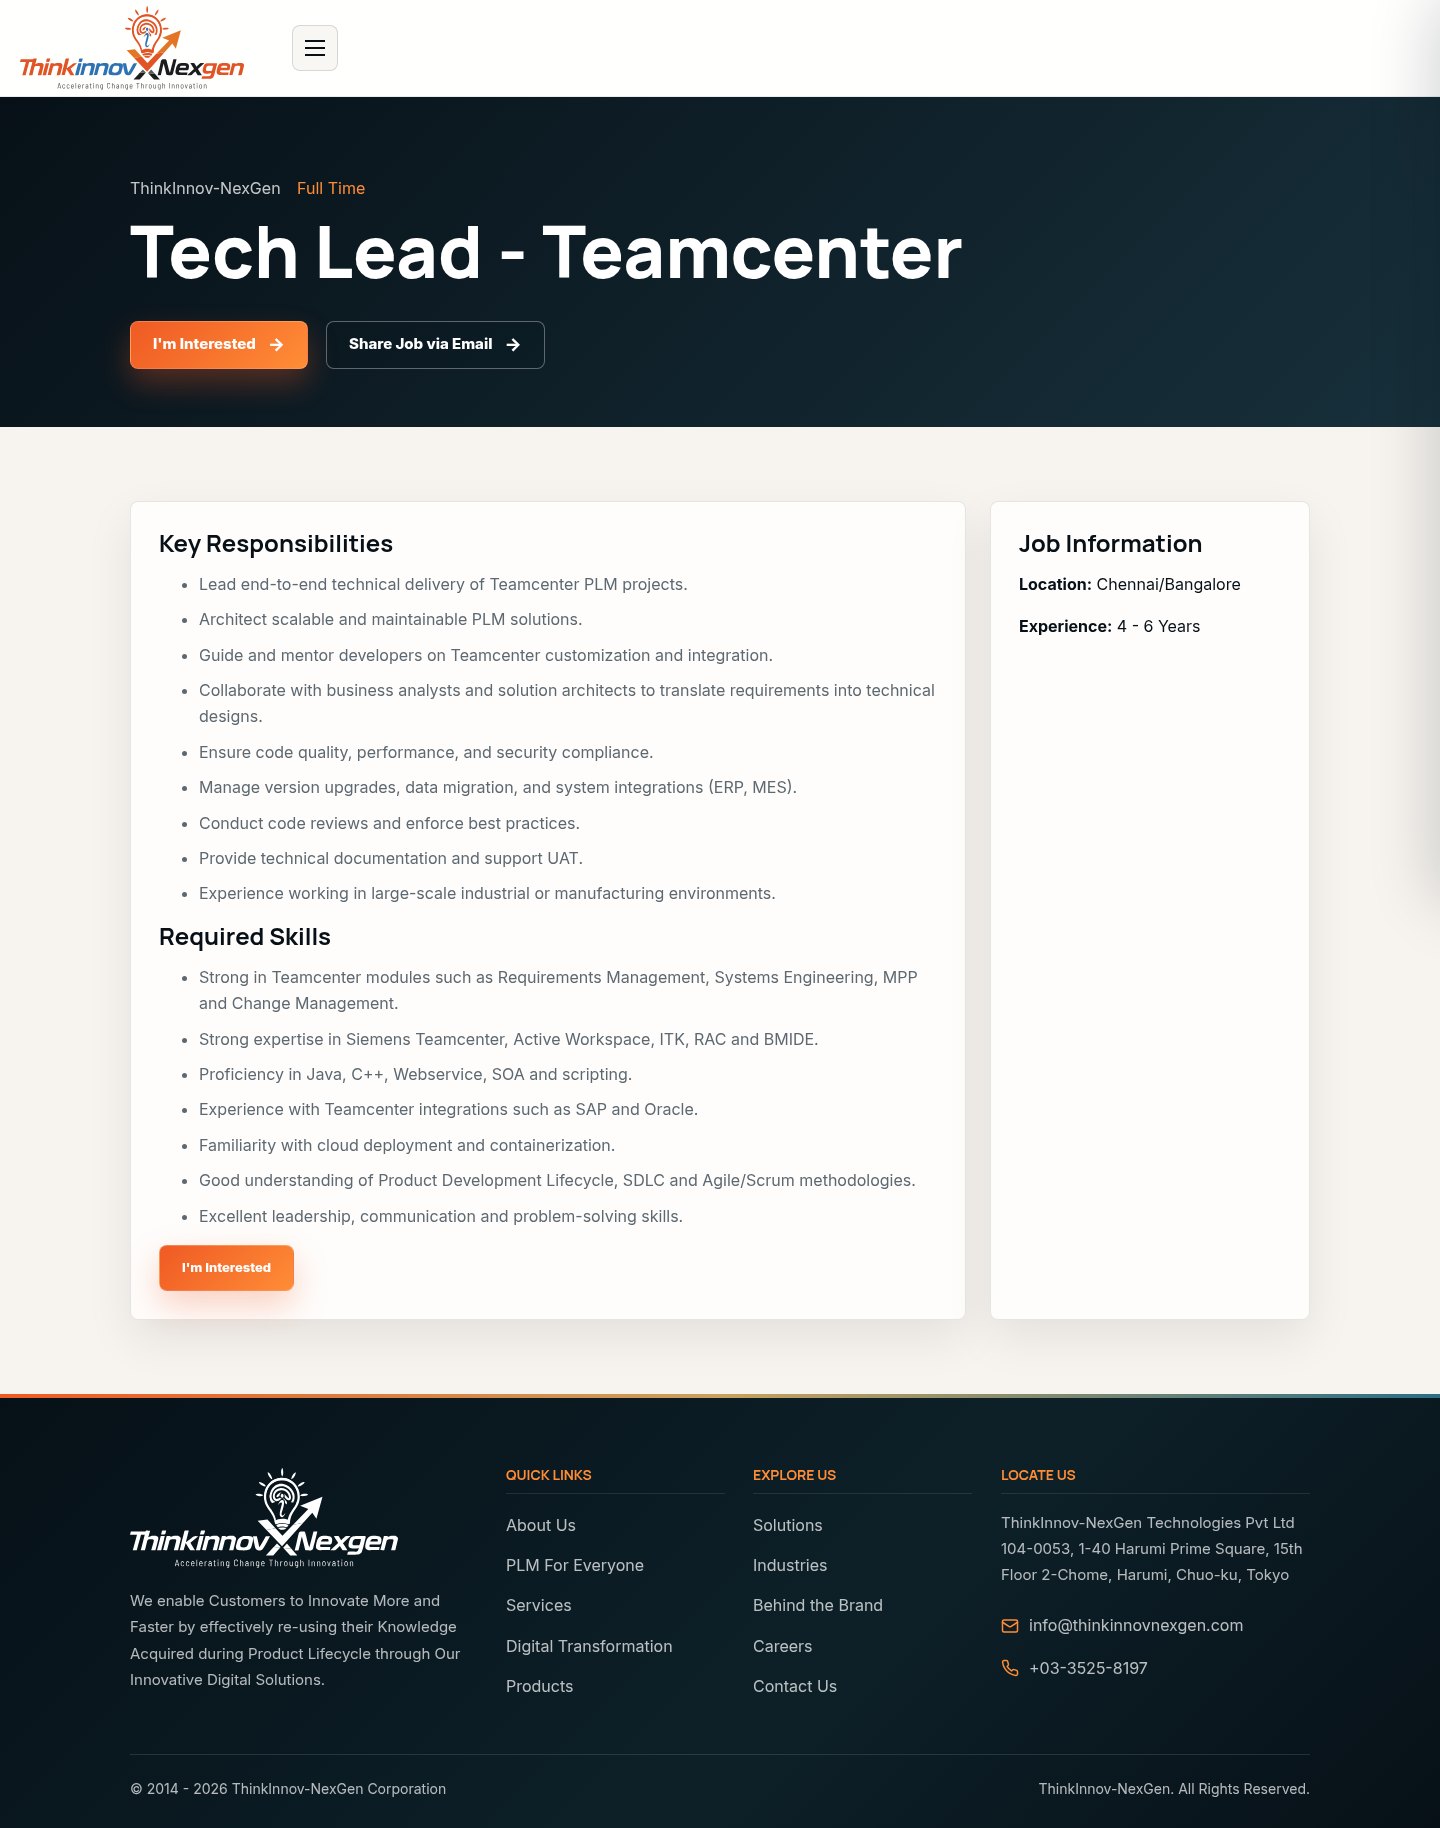 Thinkinnov Nexgen
Accelerating Change Through Innovation
ThinkInnov-NexGen Full Time
Tech Lead - Teamcenter
I'm Interested →
Share Job via Email →
Key Responsibilities
• Lead end-to-end technical delivery of Teamcenter PLM projects.
• Architect scalable and maintainable PLM solutions.
• Guide and mentor developers on Teamcenter customization and integration.
• Collaborate with business analysts and solution architects to translate requirements into technical
designs.
• Ensure code quality, performance, and security compliance.
• Manage version upgrades, data migration, and system integrations (ERP, MES).
• Conduct code reviews and enforce best practices.
• Provide technical documentation and support UAT.
• Experience working in large-scale industrial or manufacturing environments.
Required Skills
• Strong in Teamcenter modules such as Requirements Management, Systems Engineering, MPP
and Change Management.
• Strong expertise in Siemens Teamcenter, Active Workspace, ITK, RAC and BMIDE.
• Proficiency in Java, C++, Webservice, SOA and scripting.
• Experience with Teamcenter integrations such as SAP and Oracle.
• Familiarity with cloud deployment and containerization.
• Good understanding of Product Development Lifecycle, SDLC and Agile/Scrum methodologies.
• Excellent leadership, communication and problem-solving skills.
I'm Interested
Job Information
Location: Chennai/Bangalore
Experience: 4 - 6 Years
Thinkinnov Nexgen
Accelerating Change Through Innovation
We enable Customers to Innovate More and
Faster by effectively re-using their Knowledge
Acquired during Product Lifecycle through Our
Innovative Digital Solutions.
QUICK LINKS
About Us
PLM For Everyone
Services
Digital Transformation
Products
EXPLORE US
Solutions
Industries
Behind the Brand
Careers
Contact Us
LOCATE US
ThinkInnov-NexGen Technologies Pvt Ltd
104-0053, 1-40 Harumi Prime Square, 15th
Floor 2-Chome, Harumi, Chuo-ku, Tokyo
info@thinkinnovnexgen.com
+03-3525-8197
© 2014 - 2026 ThinkInnov-NexGen Corporation
ThinkInnov-NexGen. All Rights Reserved.